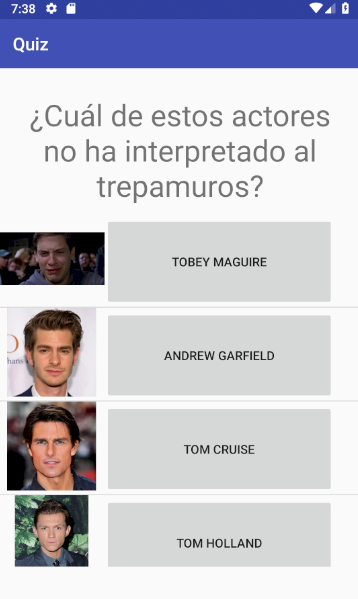 7:38
Quiz
¿Cuál de estos actores
no ha interpretado al
trepamuros?
TOBEY MAGUIRE
ANDREW GARFIELD
TOM CRUISE
TOM HOLLAND